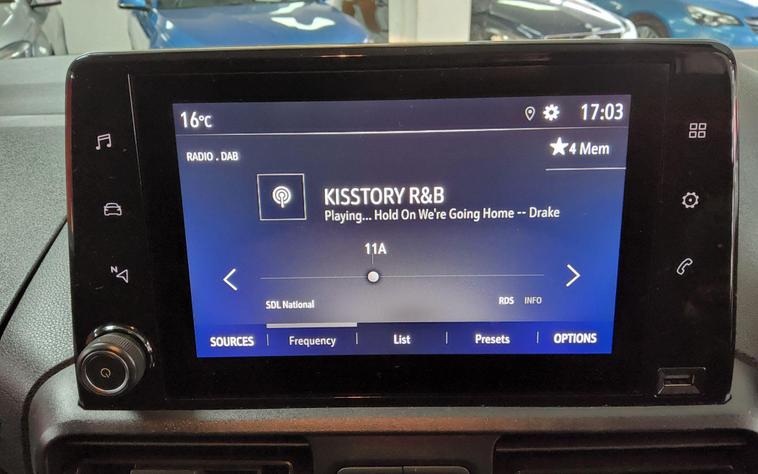 16°C 17:03
RADIO . DAB
★4 Mem
KISSTORY R&B
Playing... Hold On We're Going Home -- Drake
11A
SDL National
RDS INFO
SOURCES Frequency List Presets OPTIONS
N